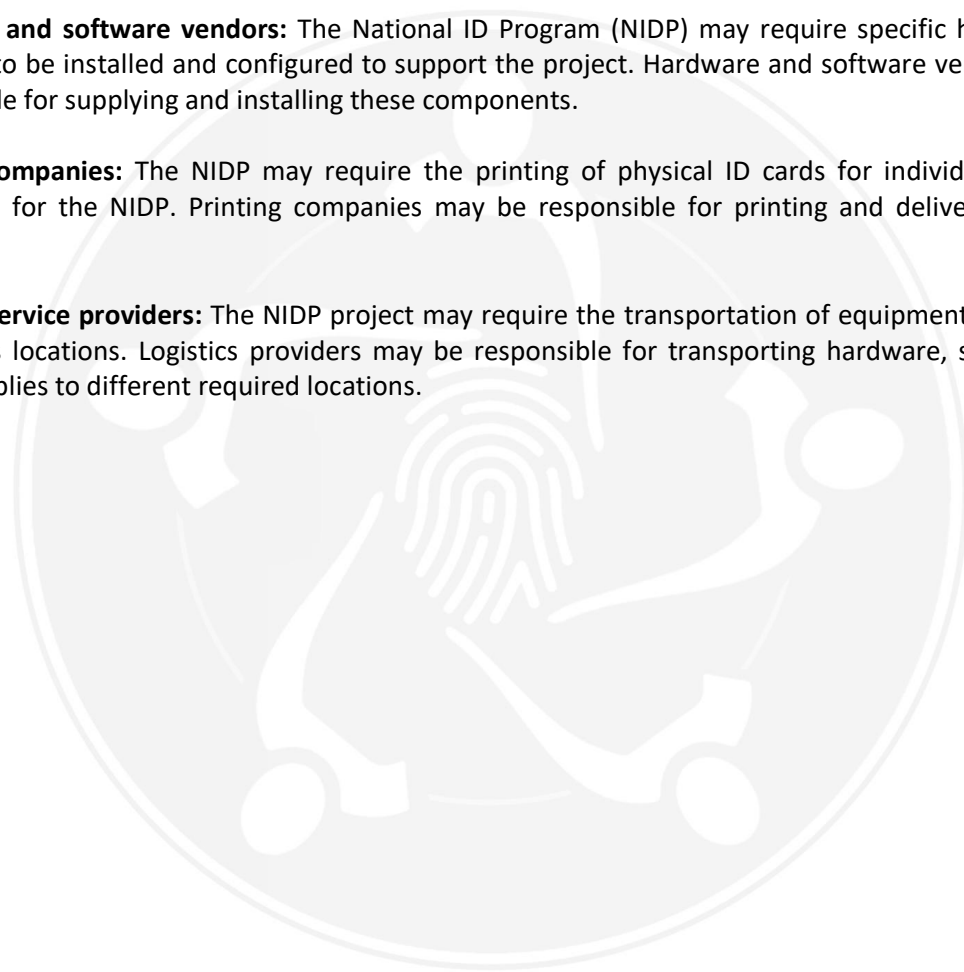 and software vendors: The National ID Program (NIDP) may require specific h
to be installed and configured to support the project. Hardware and software ve
le for supplying and installing these components.
ompanies: The NIDP may require the printing of physical ID cards for individ
for the NIDP. Printing companies may be responsible for printing and delive
ervice providers: The NIDP project may require the transportation of equipment
s locations. Logistics providers may be responsible for transporting hardware, s
plies to different required locations.